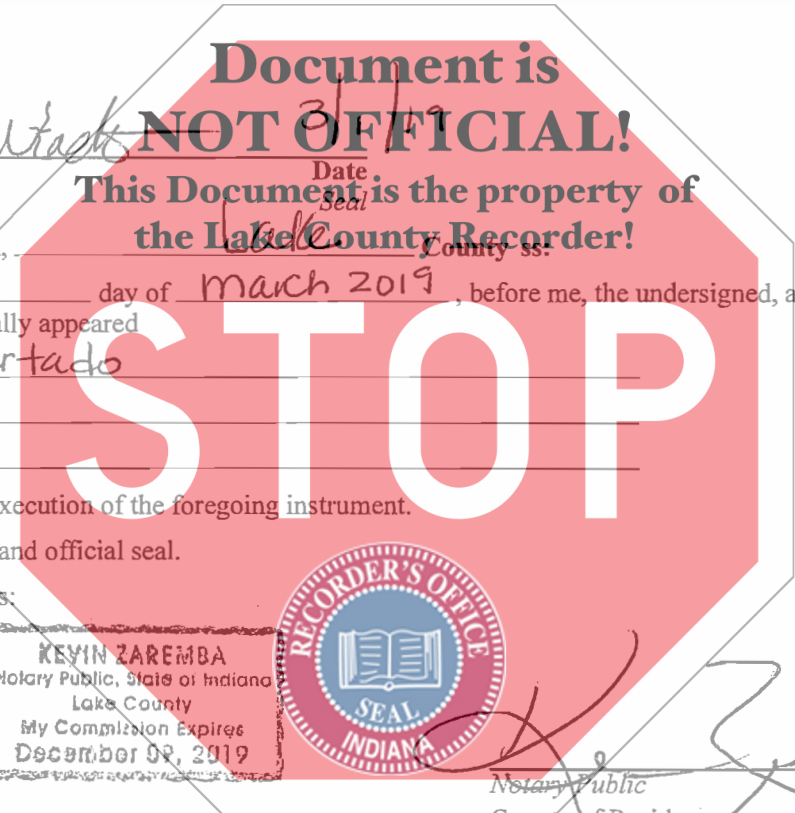 Document is
NOT OFFICIAL!
3/1/19
Date
This Document is the property of
Seal
the Lake County Recorder!
Lake County ss:
day of march 2019, before me, the undersigned, a
lly appeared
rtado
STOP
xecution of the foregoing instrument.
and official seal.
s:
RECORDER'S OFFICE
SEAL
INDIANA
KEVIN ZAREMBA
Notary Public, State of Indiana
Lake County
My Commission Expires
December 09, 2019
Notary Public